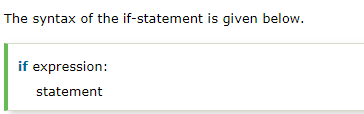 The syntax of the if-statement is given below.
if expression:
statement